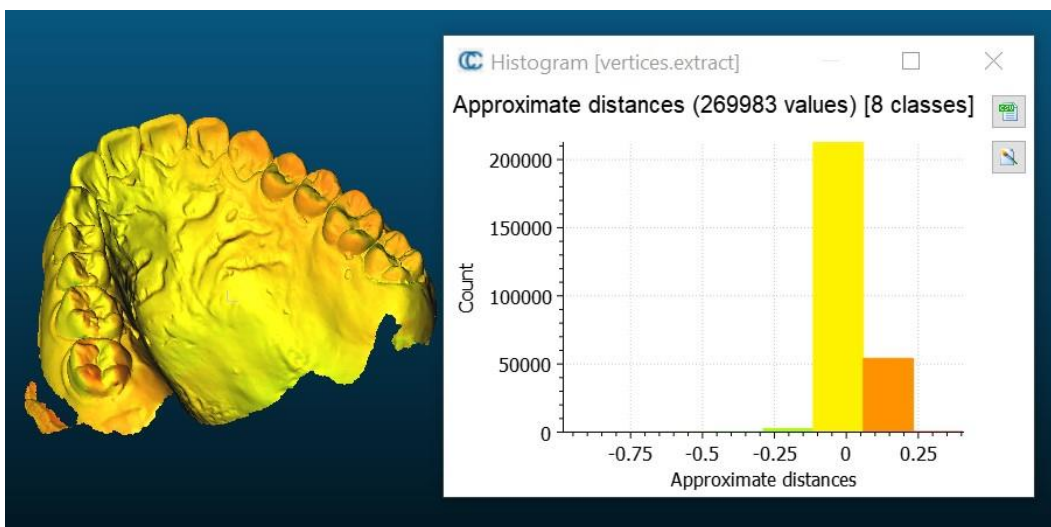 Histogram [vertices.extract]
Approximate distances (269983 values) [8 classes]
CSV
200000
150000
100000
50000
0
Count
-0.75 -0.5 -0.25 0 0.25
Approximate distances